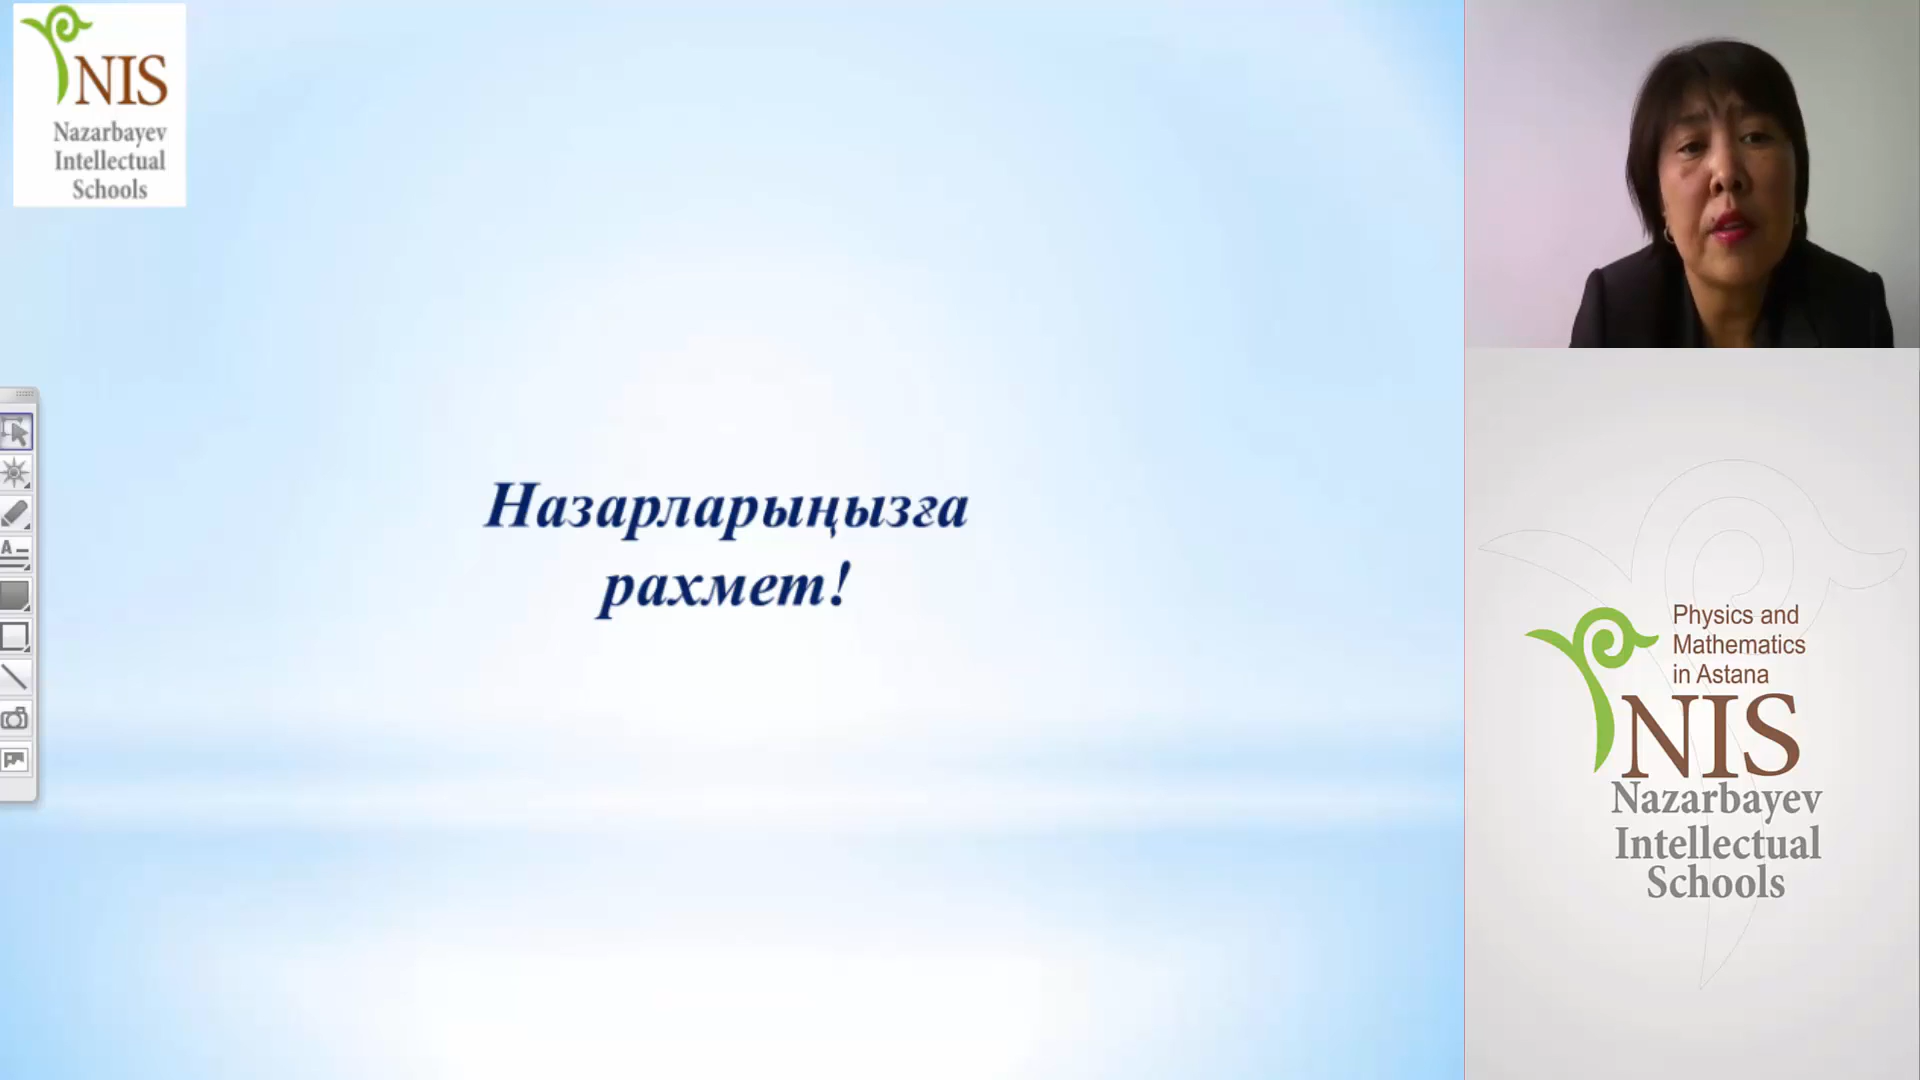 NIS
Nazarbayev
Intellectual
Schools
Назарларыңызға
рахмет!
Physics and
Mathematics
in Astana
NIS
Nazarbayev
Intellectual
Schools